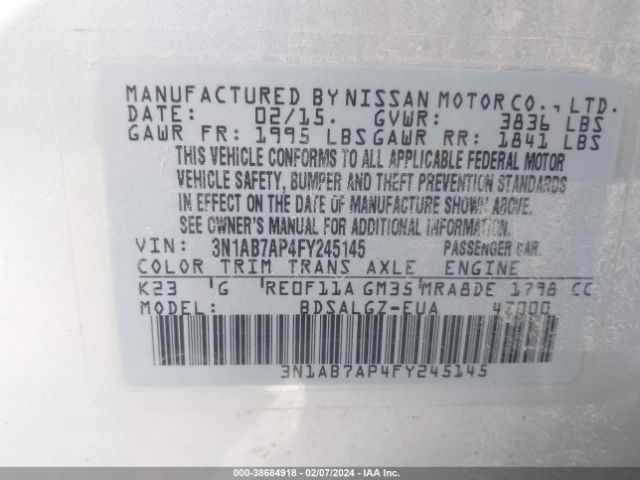 MANUFACTURED BY NISSAN MOTOR CO., LTD.
DATE: 02/15. GVWR: 3836 LBS
GAWR FR: 1995 LBS GAWR RR: 1841 LBS
THIS VEHICLE CONFORMS TO ALL APPLICABLE FEDERAL MOTOR
VEHICLE SAFETY, BUMPER AND THEFT PREVENTION STANDARDS
IN EFFECT ON THE DATE OF MANUFACTURE SHOWN ABOVE.
SEE OWNER'S MANUAL FOR ADDITIONAL INFORMATION.
VIN: 3N1AB7AP4FY245145 PASSENGER CAR.
COLOR TRIM TRANS AXLE ENGINE
K23 G RE0F11A GM35 MRA8DE 1798 CC
MODEL: BDSALGZ-EUA 47000
3N1AB7AP4FY245145
000-38684918 - 02/07/2024 - IAA, Inc.